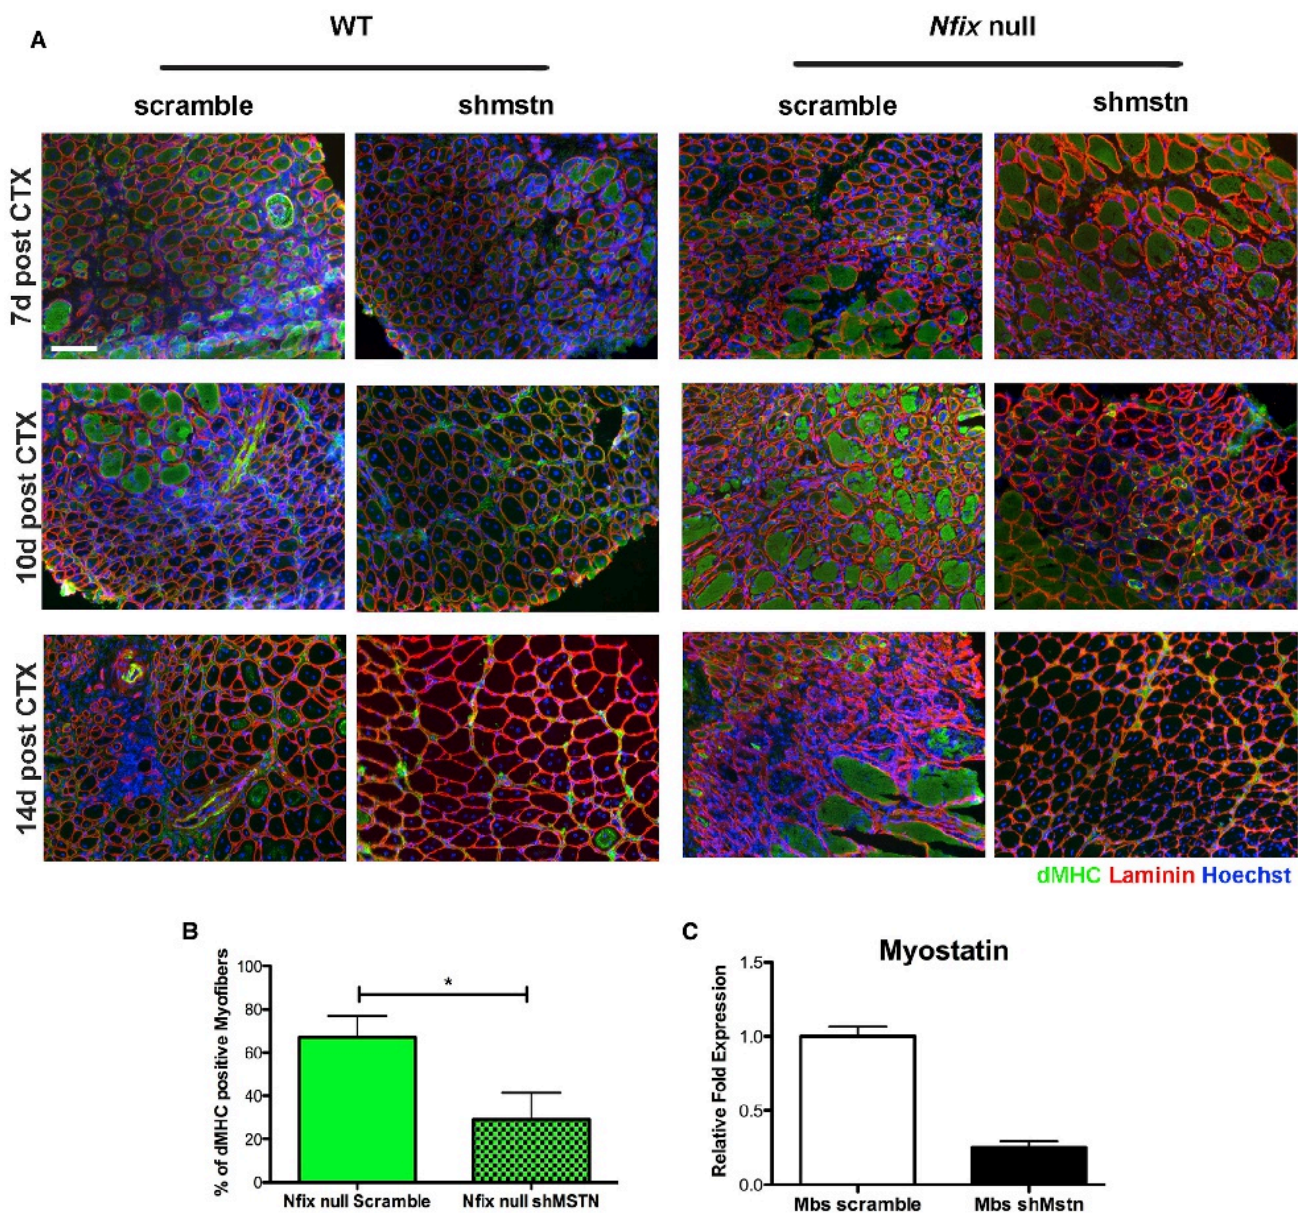 A
WT
Nfix null
scramble
shmstn
scramble
shmstn
7d post CTX
10d post CTX
14d post CTX
dMHC Laminin Hoechst
B
% of dMHC positive Myofibers
100
80
60
40
20
0
*
Nfix null Scramble
Nfix null shMSTN
C
Myostatin
Relative Fold Expression
1.5
1.0
0.5
0.0
Mbs scramble
Mbs shMstn